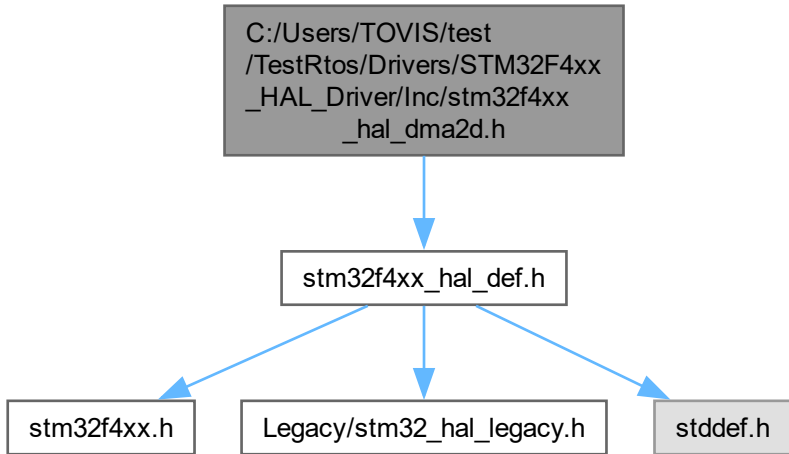 C:/Users/TOVIS/test
/TestRtos/Drivers/STM32F4xx
_HAL_Driver/Inc/stm32f4xx
_hal_dma2d.h
stm32f4xx_hal_def.h
stm32f4xx.h
Legacy/stm32_hal_legacy.h
stddef.h